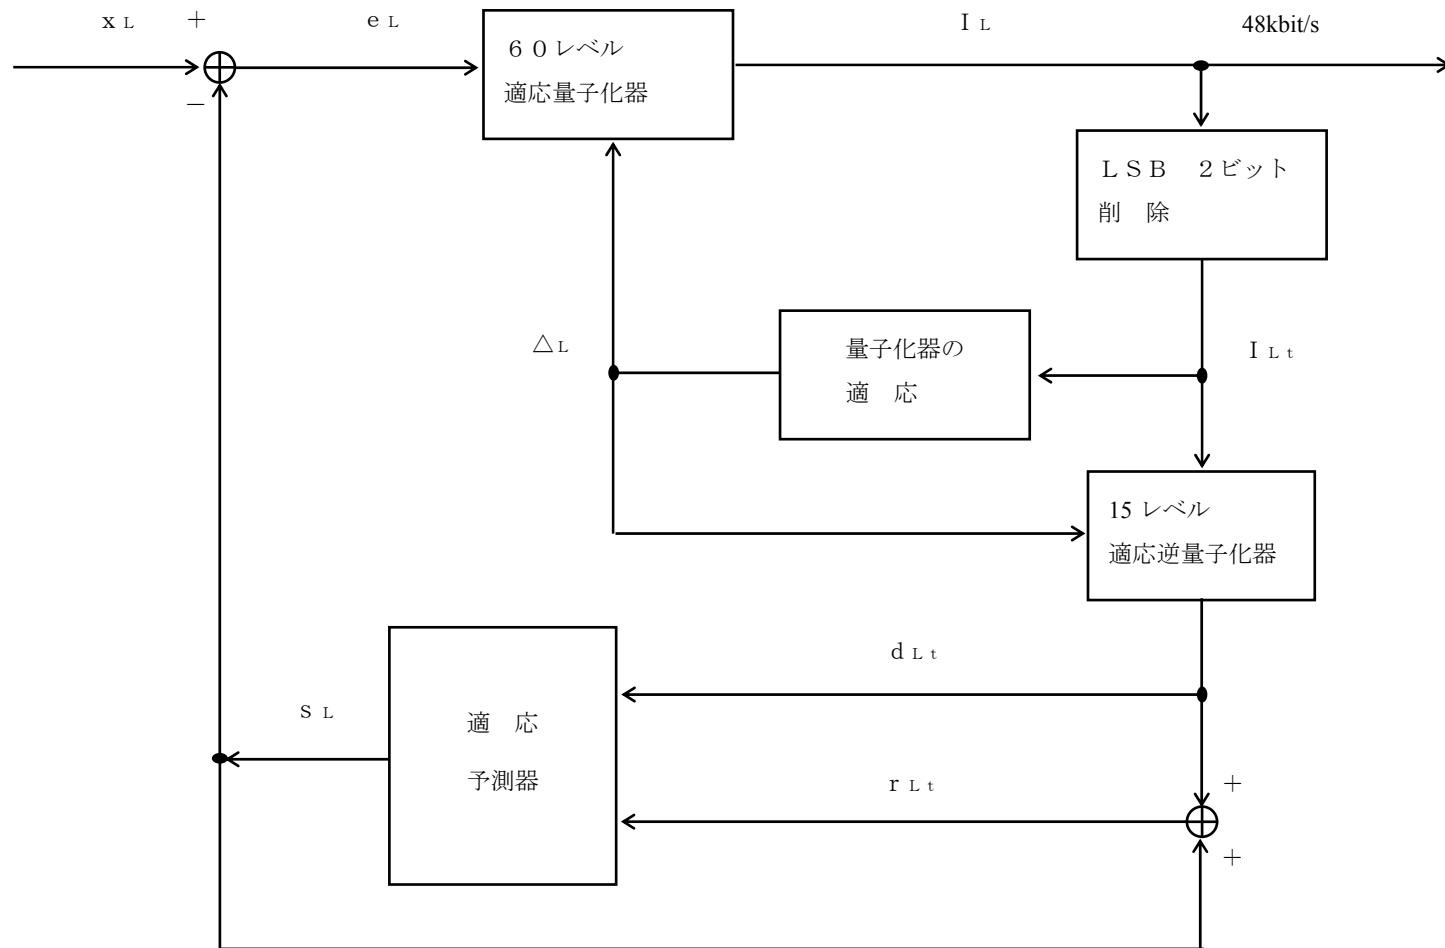 xL
+
eL
IL
48kbit/s
６０レベル
適応量子化器
−
ＬＳＢ　２ビット
削　除
△L
量子化器の
適　応
ILt
15 レベル
適応逆量子化器
dLt
sL
適　応
予測器
rLt
+
+